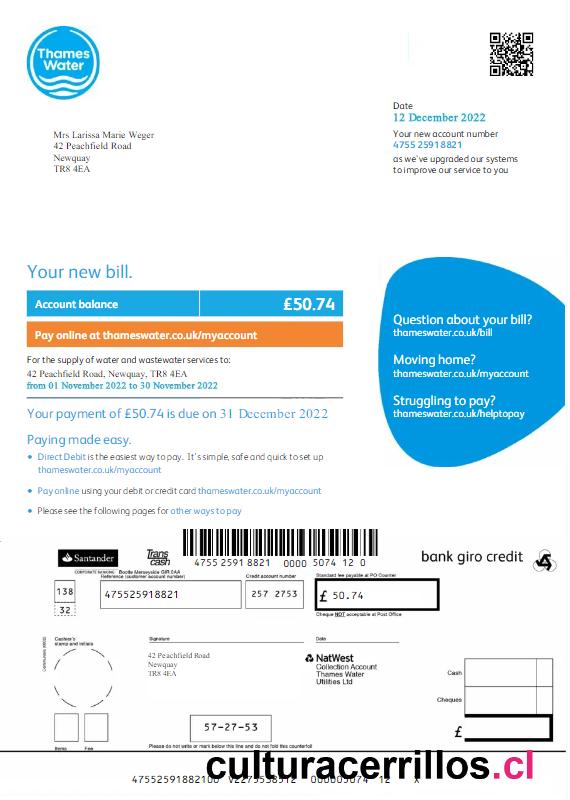 Thames
Water
Date
12 December 2022
Mrs Larissa Marie Weger
42 Peachfield Road
Newquay
TR8 4EA
Your new account number
4755 25918821
as we've upgraded our systems
to improve our service to you
Your new bill.
Account balance £50.74
Pay online at thameswater.co.uk/myaccount
For the supply of water and wastewater services to:
42 Peachfield Road, Newquay, TR8 4EA
from 01 November 2022 to 30 November 2022
Your payment of £50.74 is due on 31 December 2022
Question about your bill?
thameswater.co.uk/bill
Moving home?
thameswater.co.uk/myaccount
Struggling to pay?
thameswater.co.uk/helptopay
Paying made easy.
• Direct Debit is the easiest way to pay. It's simple, safe and quick to set up
thameswater.co.uk/myaccount
• Pay online using your debit or credit card thameswater.co.uk/myaccount
• Please see the following pages for other ways to pay
Santander
Trans
cash
4755 2591 8821 0000 5074 12 0
bank giro credit
CORPORATE BANKING Bootle Merseyside GIR 0AA
Reference (customer account number)
Credit account number
Standard fee payable at PO Counter
138
32
475525918821
257 2753
£ 50.74
Cheque NOT acceptable at Post Office
Cashier's
stamp and initials
Signature
Date
42 Peachfield Road
Newquay
TR8 4EA
NatWest
Collection Account
Thames Water
Utilities Ltd
Cash
Cheques
£
57-27-53
Items Fee
Please do not write or mark below this line and do not fold this counterfoil
culturacerrillos.cl
X